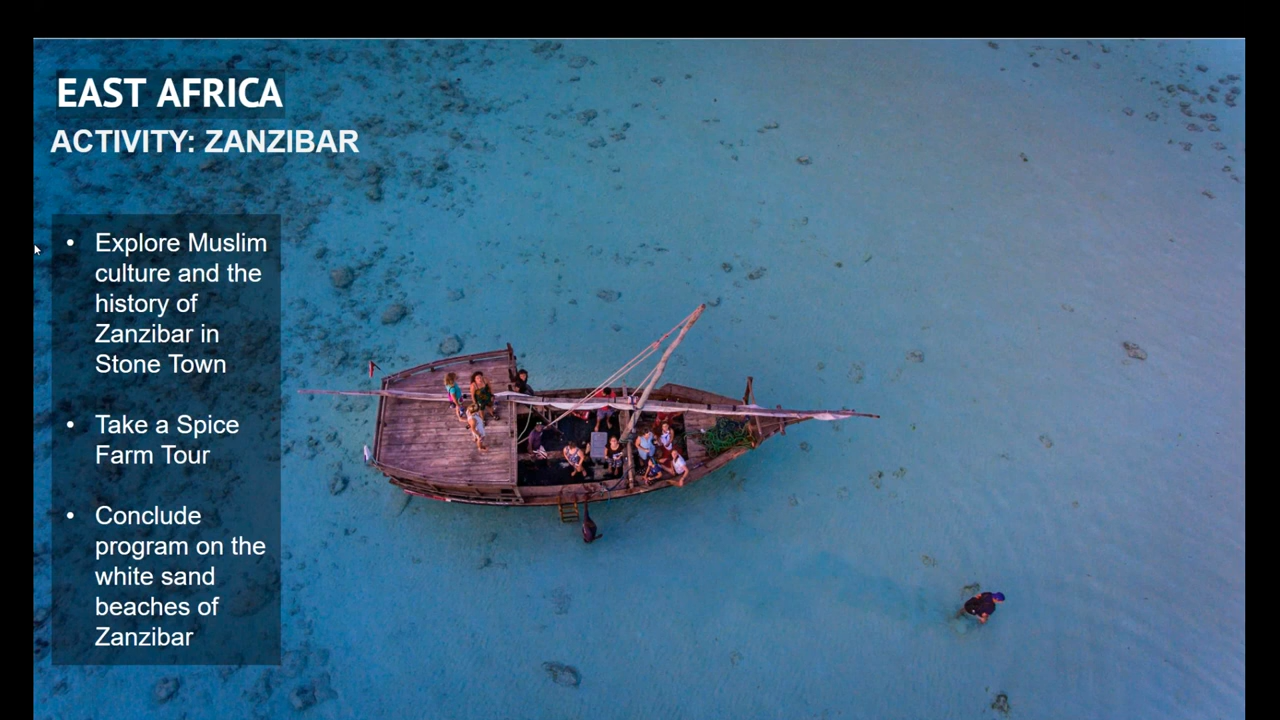 EAST AFRICA
ACTIVITY: ZANZIBAR
• Explore Muslim
culture and the
history of
Zanzibar in
Stone Town
• Take a Spice
Farm Tour
• Conclude
program on the
white sand
beaches of
Zanzibar